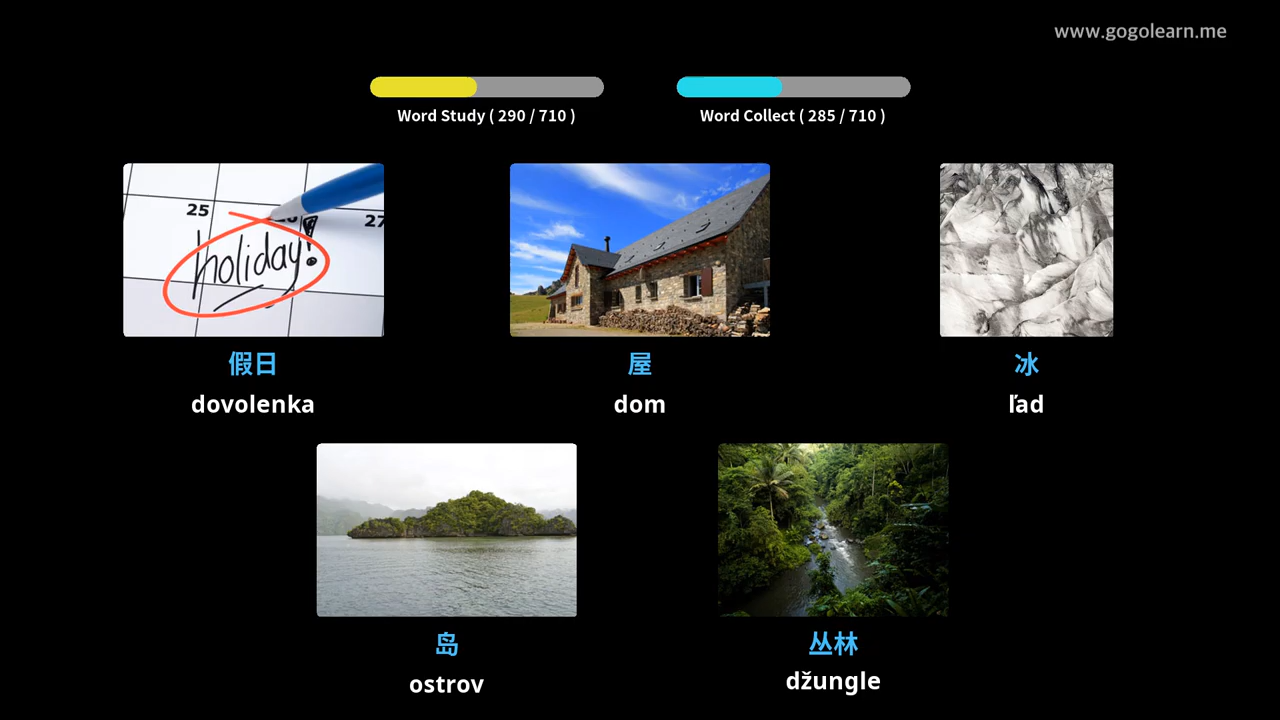 www.gogolearn.me
Word Study ( 290 / 710 )
Word Collect ( 285 / 710 )
25
27
holiday!
假日
dovolenka
屋
dom
冰
ľad
岛
ostrov
丛林
džungle